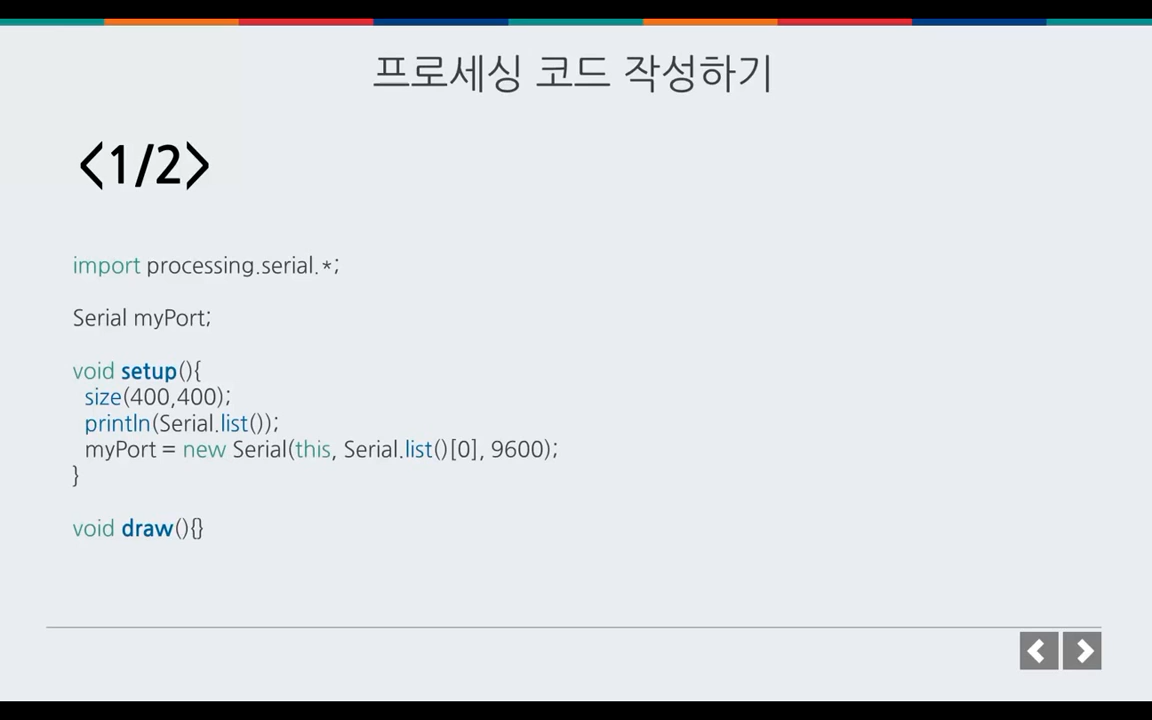 프로세싱 코드 작성하기
<1/2>
import processing.serial.*;
Serial myPort;
void setup(){
size(400,400);
println(Serial.list());
myPort = new Serial(this, Serial.list()[0], 9600);
}
void draw(){}